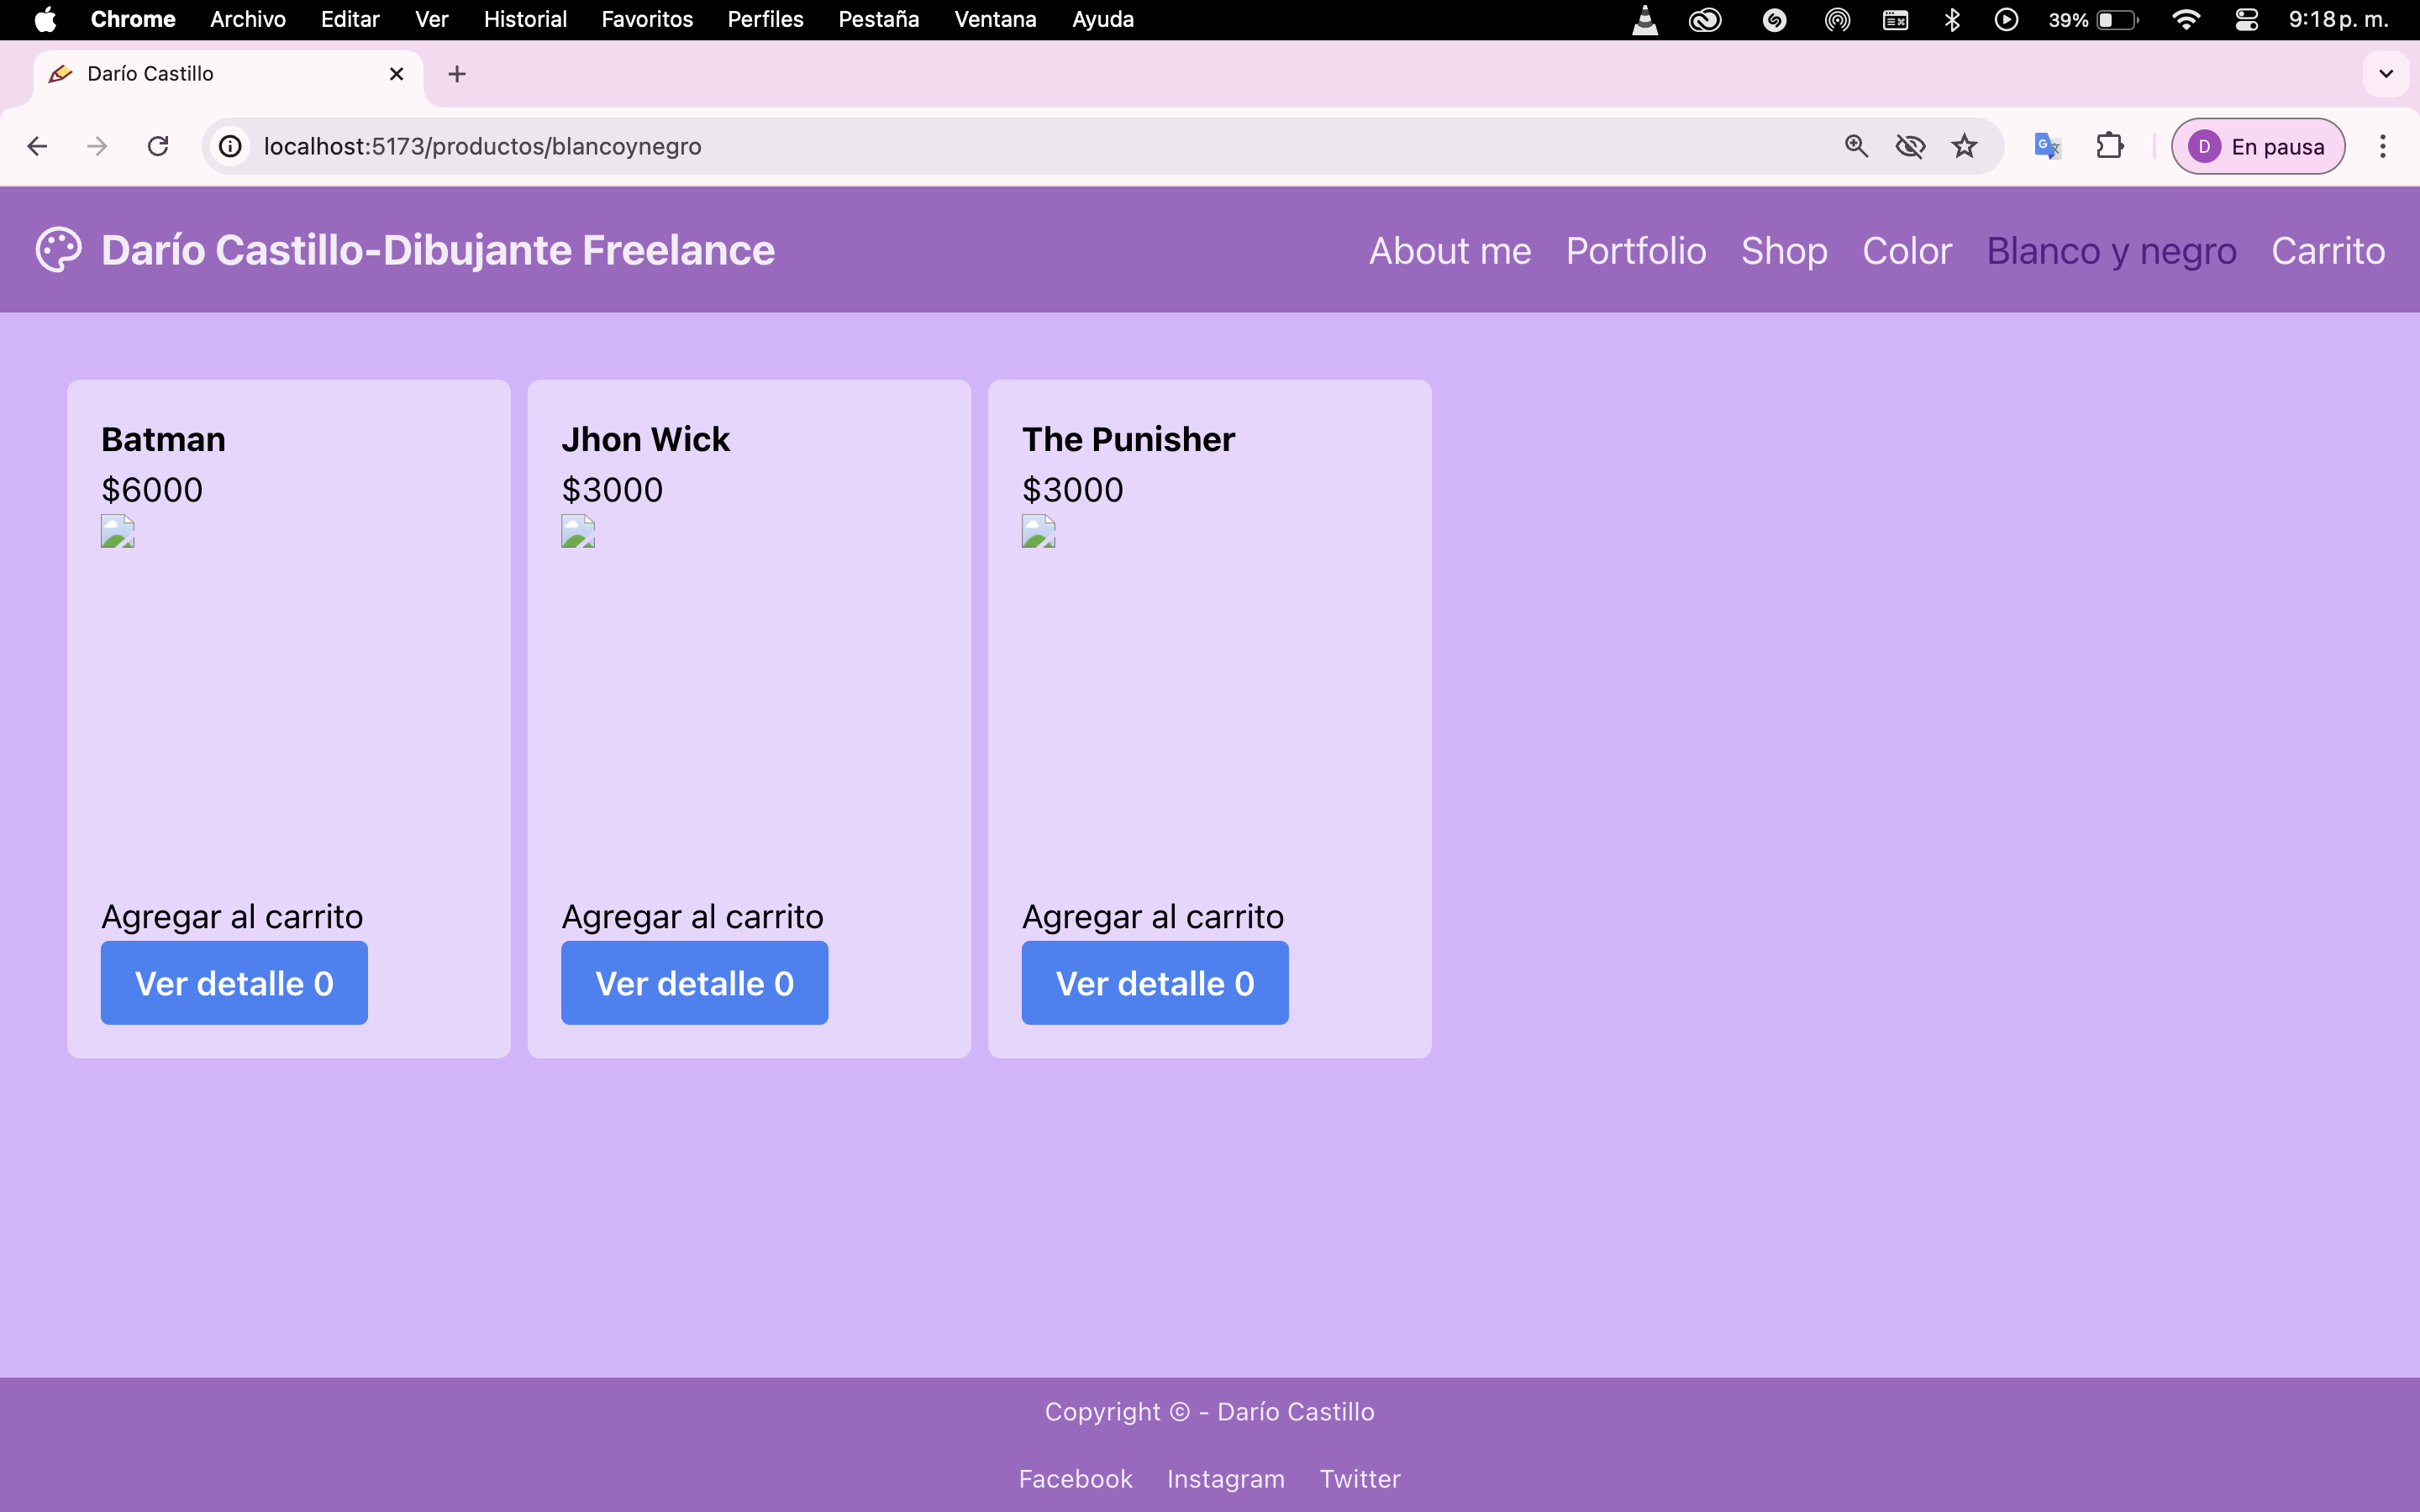 Chrome Archivo Editar Ver Historial Favoritos Perfiles Pestaña Ventana Ayuda 39% 9:18 p. m.
Darío Castillo
localhost:5173/productos/blancoynegro D En pausa
Darío Castillo-Dibujante Freelance About me Portfolio Shop Color Blanco y negro Carrito
Batman
$6000
Agregar al carrito
Ver detalle 0
Jhon Wick
$3000
Agregar al carrito
Ver detalle 0
The Punisher
$3000
Agregar al carrito
Ver detalle 0
Copyright © - Darío Castillo
Facebook Instagram Twitter